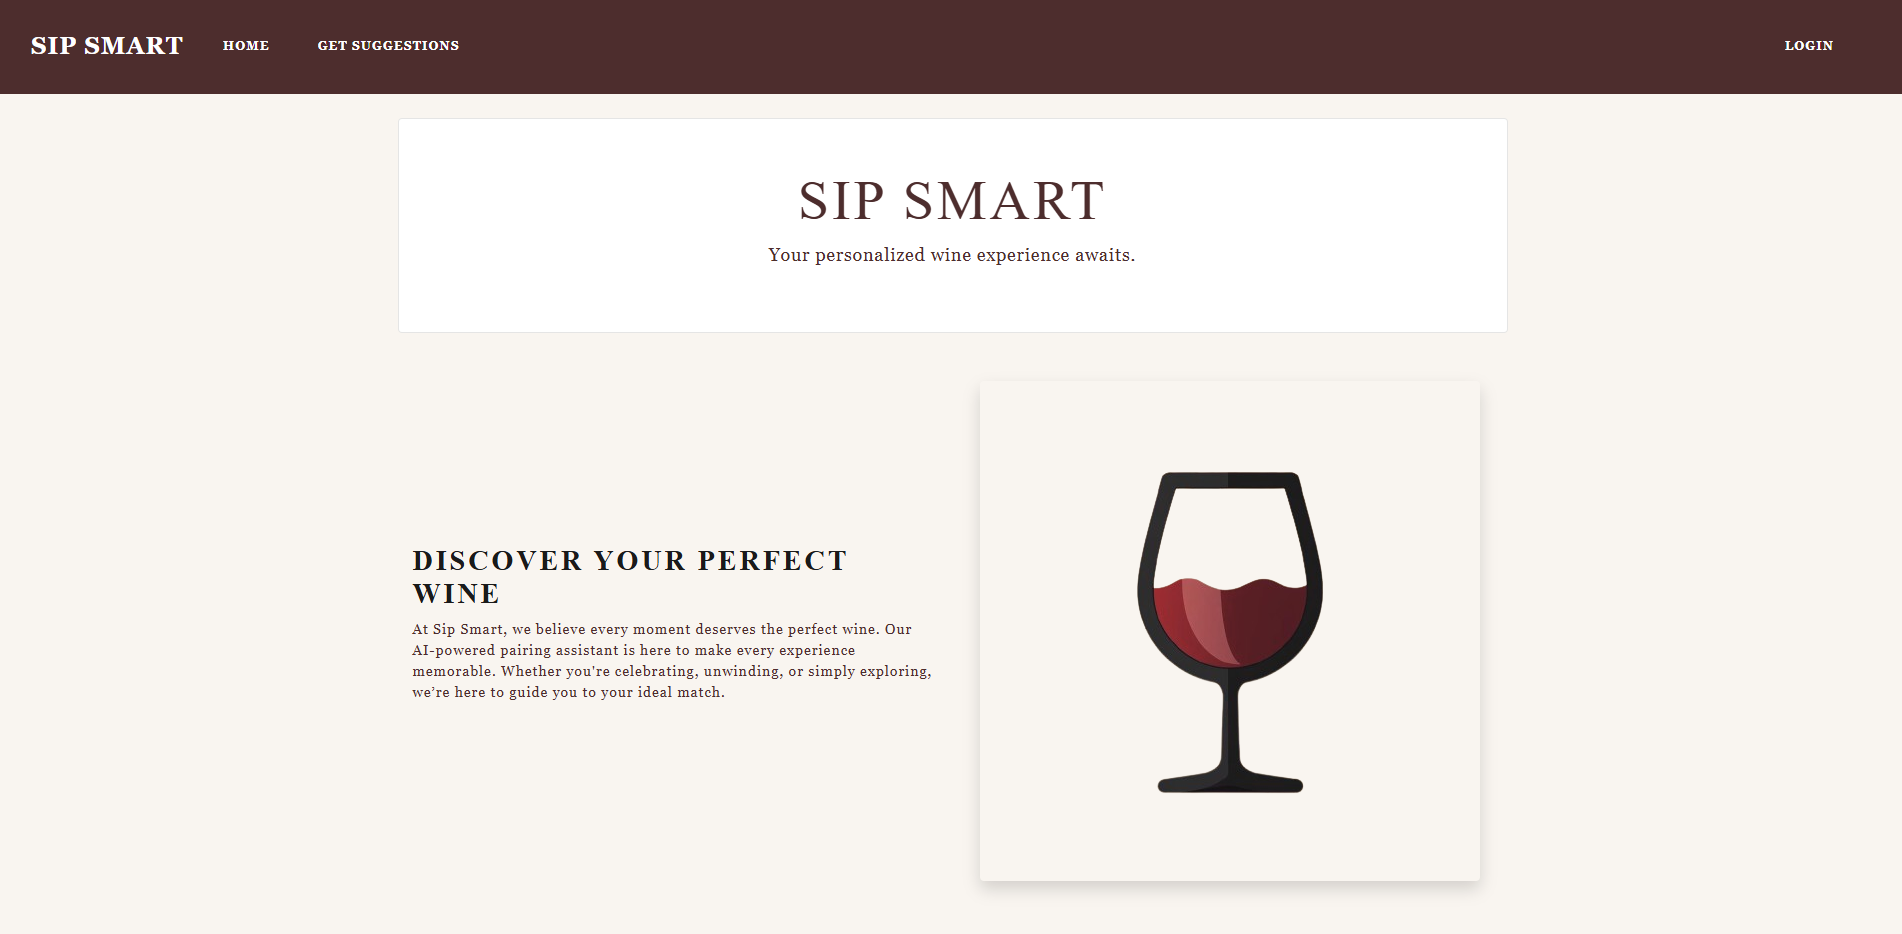 SIP SMART
HOME
GET SUGGESTIONS
LOGIN
SIP SMART
Your personalized wine experience awaits.
DISCOVER YOUR PERFECT
WINE
At Sip Smart, we believe every moment deserves the perfect wine. Our
AI-powered pairing assistant is here to make every experience
memorable. Whether you're celebrating, unwinding, or simply exploring,
we’re here to guide you to your ideal match.